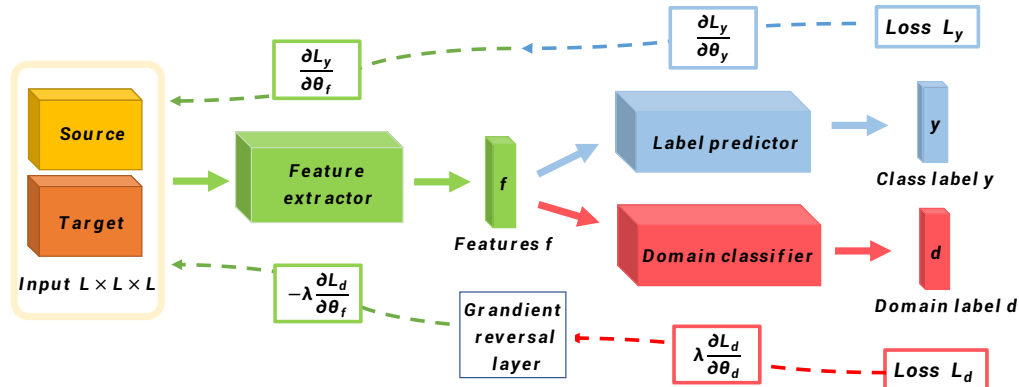 ∂L_y
∂θ_f
∂L_y
∂θ_y
Loss L_y
Source
Target
Input L × L × L
Feature
extractor
f
Features f
Label predictor
y
Class label y
Domain classifier
d
Domain label d
−λ ∂L_d
∂θ_f
Grandient
reversal
layer
λ ∂L_d
∂θ_d
Loss L_d